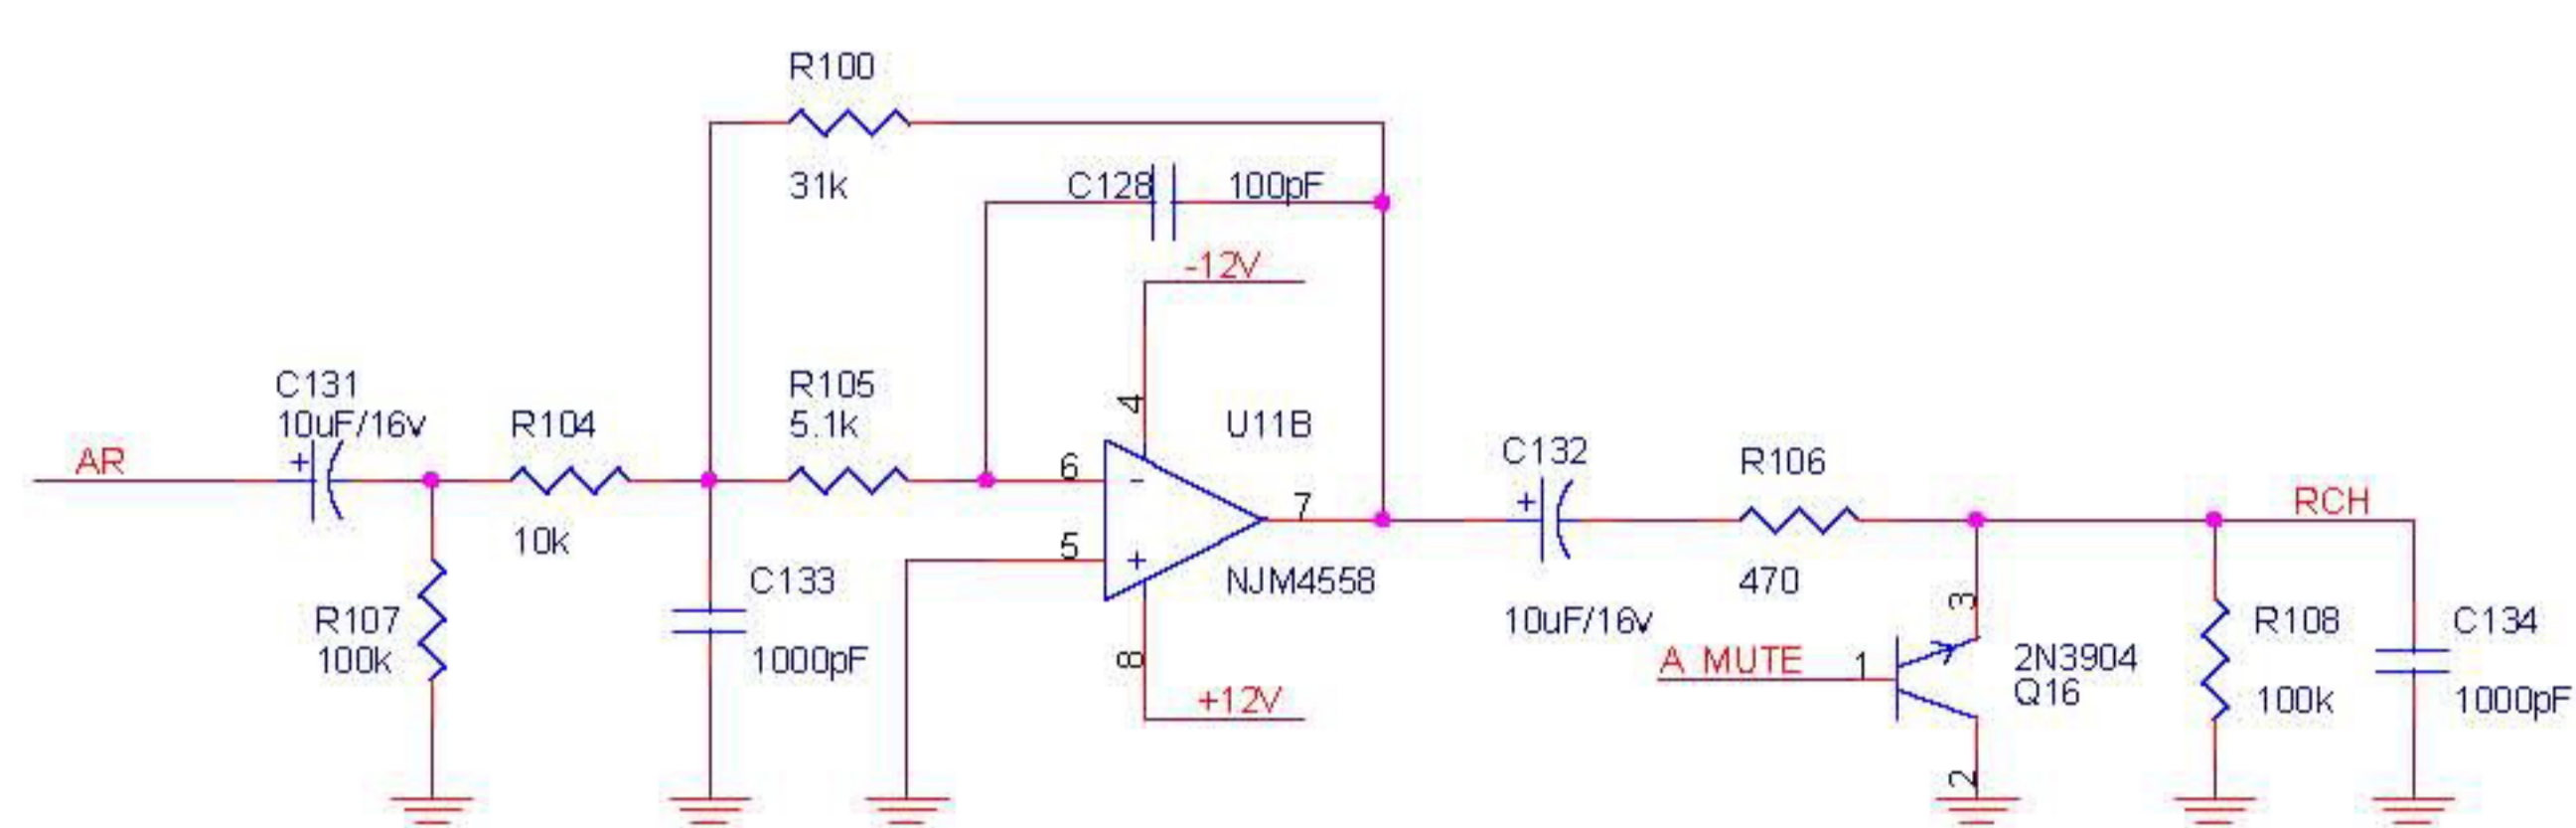 R100
31k
C128
100pF
-12V
C131
10uF/16v
+
AR
R104
10k
R105
5.1k
4
U11B
6
-
5
+
7
NJM4558
8
+12V
R107
100k
C133
1000pF
C132
+
10uF/16v
R106
470
RCH
3
A_MUTE
1
2N3904
Q16
2
R108
100k
C134
1000pF